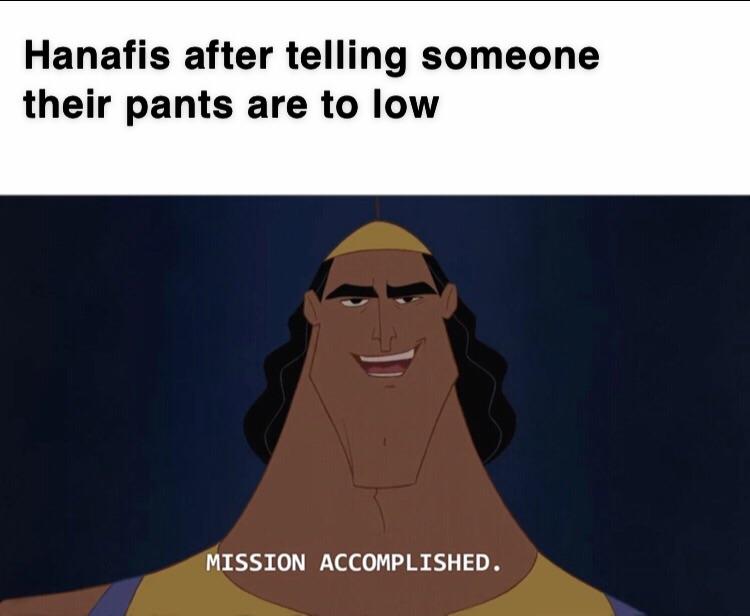 Hanafis after telling someone
their pants are to low
MISSION ACCOMPLISHED.